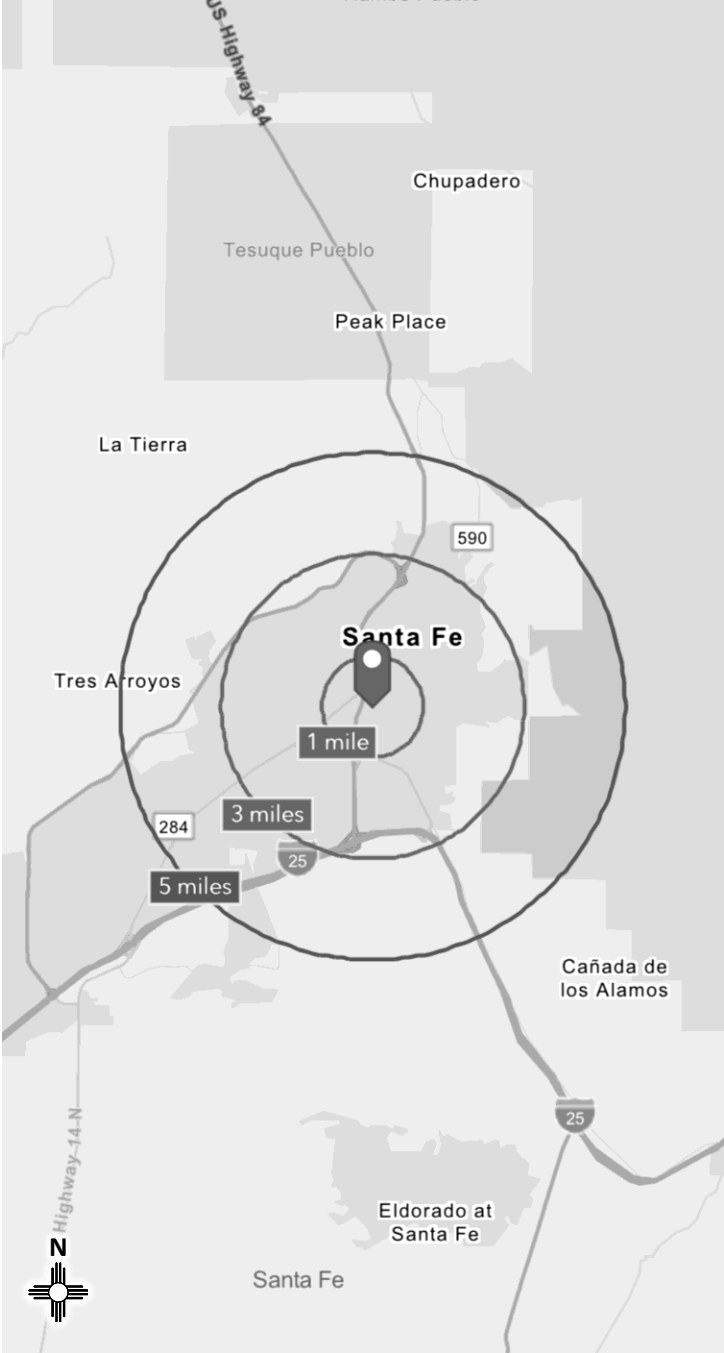 US Highway 84
Chupadero
Tesuque Pueblo
Peak Place
La Tierra
590
Santa Fe
Tres Arroyos
1 mile
3 miles
284
25
5 miles
Cañada de
los Alamos
25
Highway 14 N
Eldorado at
Santa Fe
N
Santa Fe